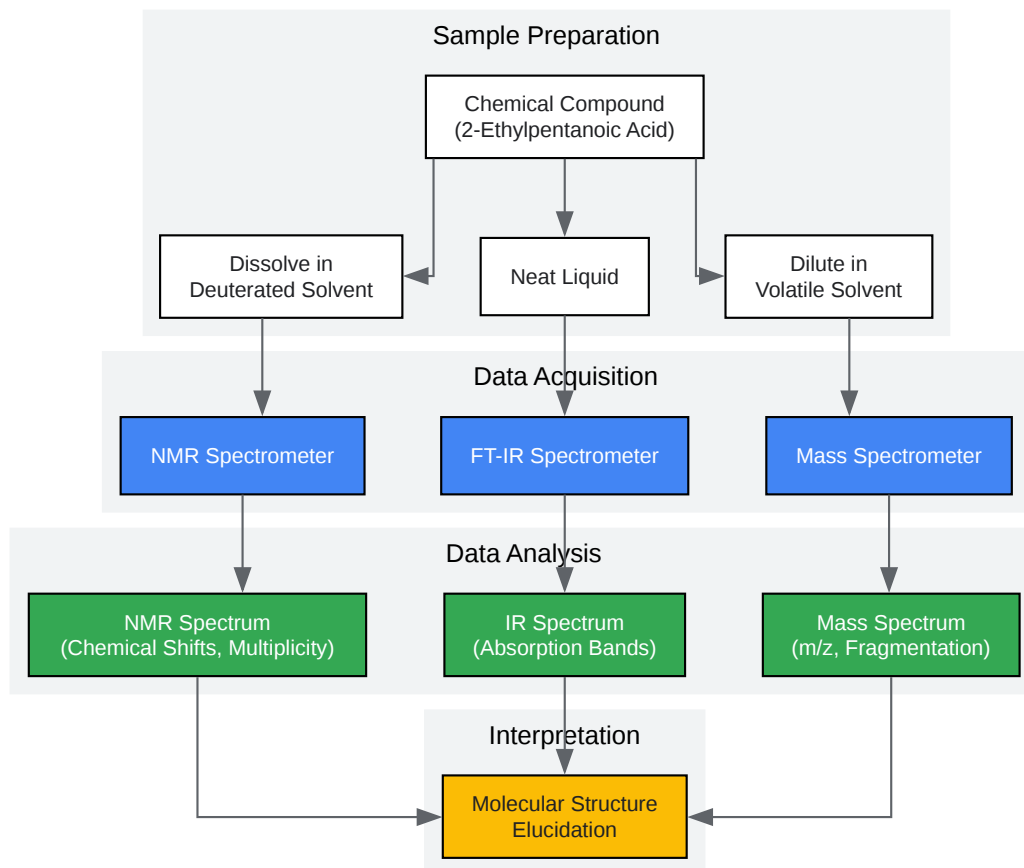 Sample Preparation
Chemical Compound
(2-Ethylpentanoic Acid)
Dissolve in
Deuterated Solvent
Neat Liquid
Dilute in
Volatile Solvent
Data Acquisition
NMR Spectrometer
FT-IR Spectrometer
Mass Spectrometer
Data Analysis
NMR Spectrum
(Chemical Shifts, Multiplicity)
IR Spectrum
(Absorption Bands)
Mass Spectrum
(m/z, Fragmentation)
Interpretation
Molecular Structure
Elucidation